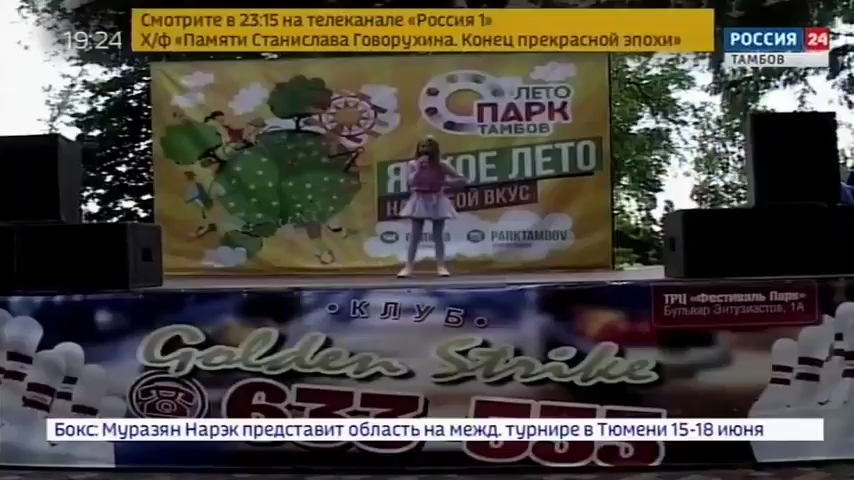 Смотрите в 23:15 на телеканале «Россия 1»
Х/ф «Памяти Станислава Говорухина. Конец прекрасной эпохи»
19:24
РОССИЯ 24
ТАМБОВ
ЛЕТО
ПАРК
ТАМБОВ
ЛЕТО
ВКУС
PARKTAMBOV
ТРЦ «Фестиваль Парк»
Бульвар Энтузиастов, 1А
КЛУБ
Golden Strike
633 555
Бокс: Муразян Нарэк представит область на межд. турнире в Тюмени 15-18 июня